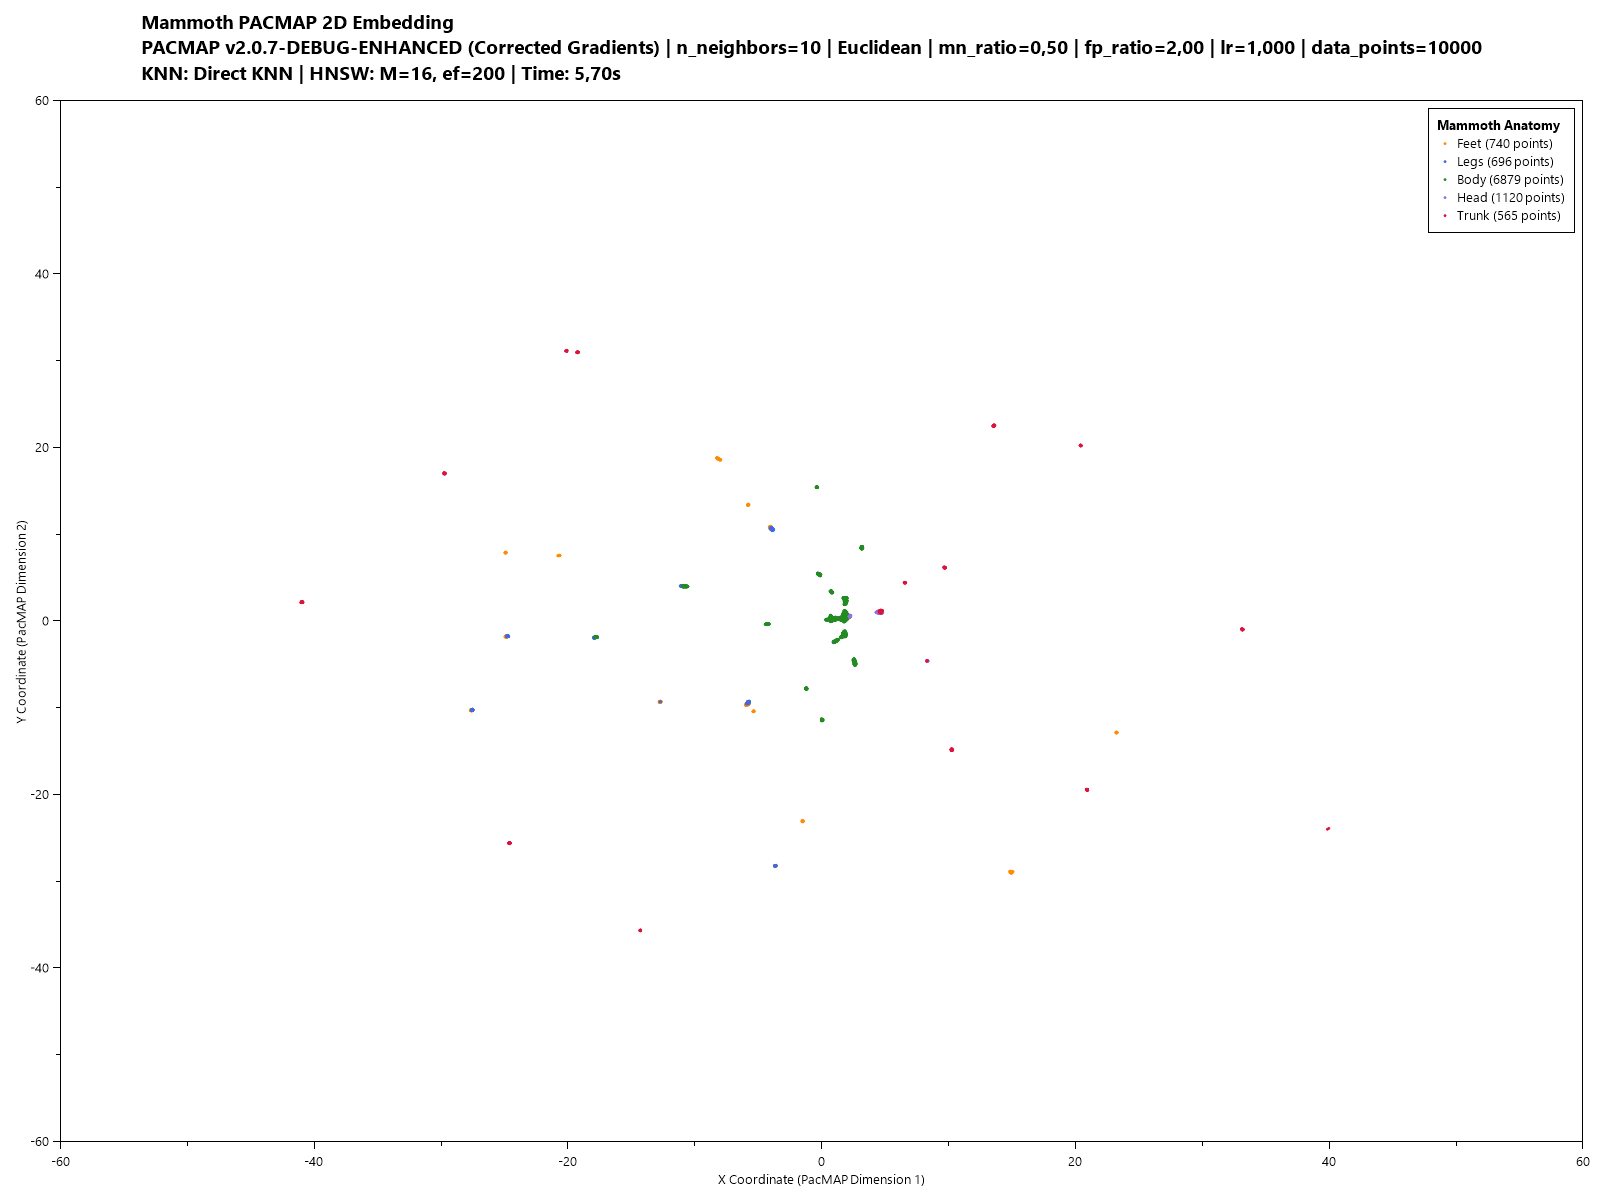 Mammoth PACMAP 2D Embedding
PACMAP v2.0.7-DEBUG-ENHANCED (Corrected Gradients) | n_neighbors=10 | Euclidean | mn_ratio=0,50 | fp_ratio=2,00 | lr=1,000 | data_points=10000
KNN: Direct KNN | HNSW: M=16, ef=200 | Time: 5,70s
Mammoth Anatomy
Feet (740 points)
Legs (696 points)
Body (6879 points)
Head (1120 points)
Trunk (565 points)
60
40
20
0
-20
-40
-60
Y Coordinate (PacMAP Dimension 2)
-60
-40
-20
0
20
40
60
X Coordinate (PacMAP Dimension 1)